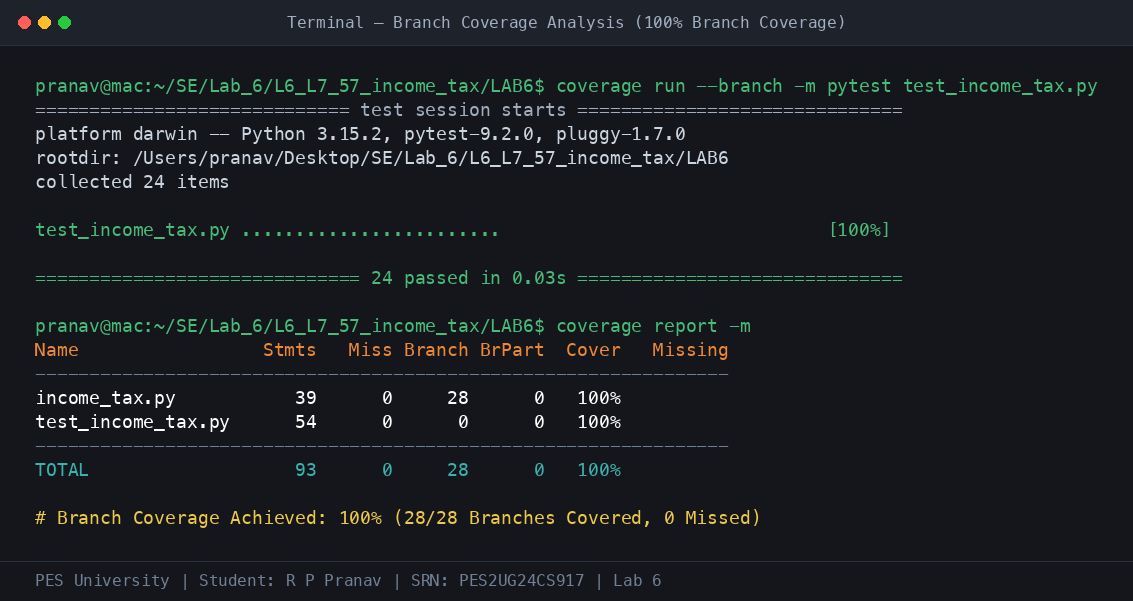 Terminal — Branch Coverage Analysis (100% Branch Coverage)
pranav@mac:~/SE/Lab_6/L6_L7_57_income_tax/LAB6$ coverage run --branch -m pytest test_income_tax.py
============================= test session starts ==============================
platform darwin -- Python 3.15.2, pytest-9.2.0, pluggy-1.7.0
rootdir: /Users/pranav/Desktop/SE/Lab_6/L6_L7_57_income_tax/LAB6
collected 24 items
test_income_tax.py ........................                              [100%]
============================== 24 passed in 0.03s ==============================
pranav@mac:~/SE/Lab_6/L6_L7_57_income_tax/LAB6$ coverage report -m
Name                 Stmts   Miss Branch BrPart  Cover   Missing
----------------------------------------------------------------
income_tax.py           39      0     28      0   100%
test_income_tax.py      54      0      0      0   100%
----------------------------------------------------------------
TOTAL                   93      0     28      0   100%
# Branch Coverage Achieved: 100% (28/28 Branches Covered, 0 Missed)
PES University | Student: R P Pranav | SRN: PES2UG24CS917 | Lab 6